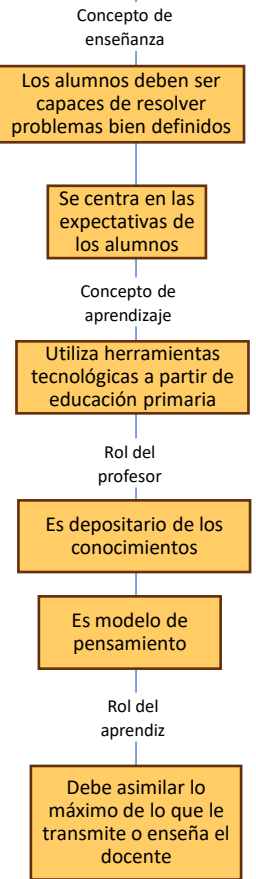 Concepto de
enseñanza
Los alumnos deben ser
capaces de resolver
problemas bien definidos
Se centra en las
expectativas de
los alumnos
Concepto de
aprendizaje
Utiliza herramientas
tecnológicas a partir de
educación primaria
Rol del
profesor
Es depositario de los
conocimientos
Es modelo de
pensamiento
Rol del
aprendiz
Debe asimilar lo
máximo de lo que le
transmite o enseña el
docente